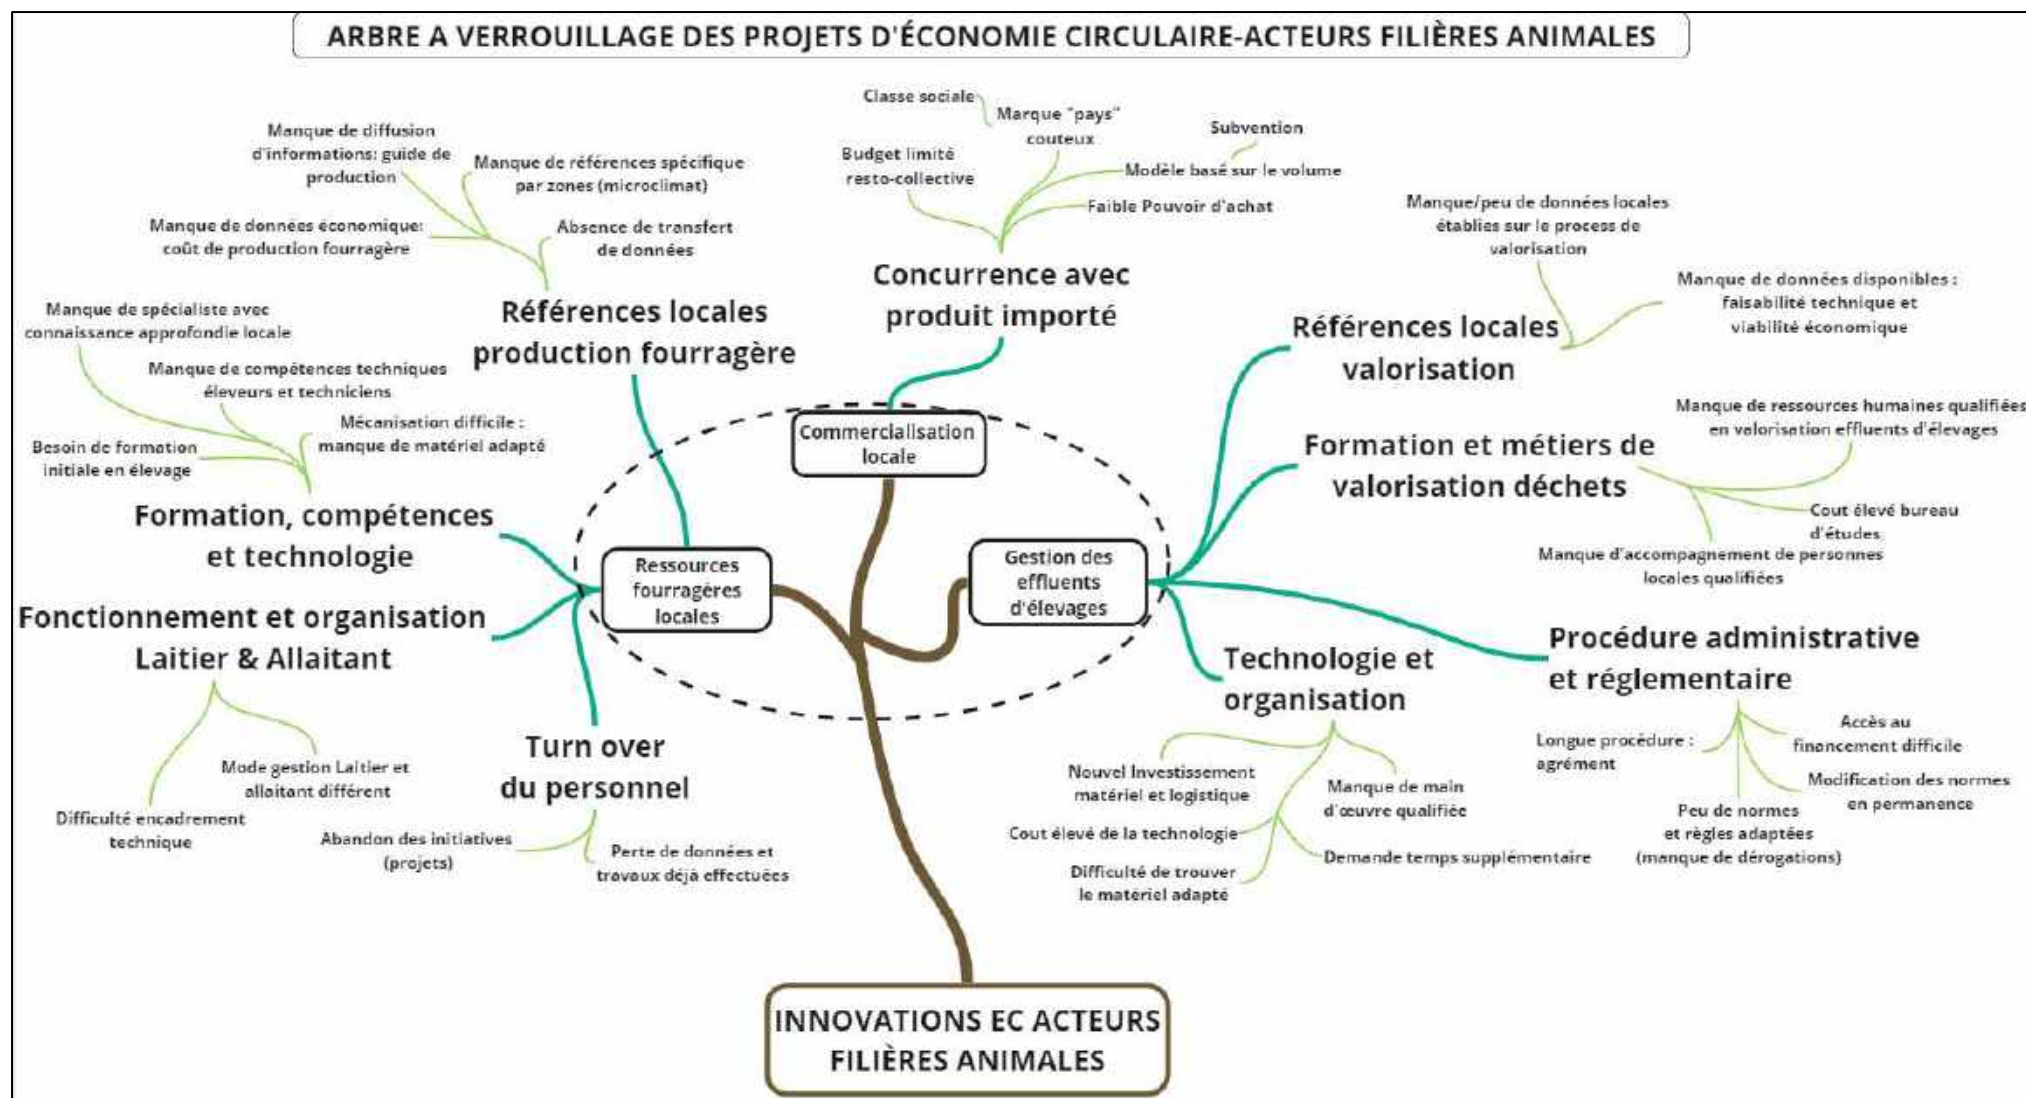 ARBRE A VERROUILLAGE DES PROJETS D'ÉCONOMIE CIRCULAIRE-ACTEURS FILIÈRES ANIMALES
Classe sociale
Marque "pays"
couteux
Subvention
Budget limité
resto-collective
Modèle basé sur le volume
Faible Pouvoir d'achat
Concurrence avec
produit importé
Manque de diffusion
d'informations: guide de
production
Manque de références spécifique
par zones (microclimat)
Manque de données économique:
coût de production fourragère
Absence de transfert
de données
Références locales
production fourragère
Manque de spécialiste avec
connaissance approfondie locale
Manque de compétences techniques
éleveurs et techniciens
Mécanisation difficile :
manque de matériel adapté
Besoin de formation
initiale en élevage
Formation, compétences
et technologie
Fonctionnement et organisation
Laitier & Allaitant
Mode gestion Laitier et
allaitant différent
Difficulté encadrement
technique
Turn over
du personnel
Abandon des initiatives
(projets)
Perte de données et
travaux déjà effectuées
Commercialisation
locale
Ressources
fourragères
locales
Gestion des
effluents
d'élevages
Manque/peu de données locales
établies sur le process de
valorisation
Manque de données disponibles :
faisabilité technique et
viabilité économique
Références locales
valorisation
Manque de ressources humaines qualifiées
en valorisation effluents d'élevages
Formation et métiers de
valorisation déchets
Cout élevé bureau
d'études
Manque d'accompagnement de personnes
locales qualifiées
Procédure administrative
et réglementaire
Longue procédure :
agrément
Accès au
financement difficile
Modification des normes
en permanence
Peu de normes
et règles adaptées
(manque de dérogations)
Technologie et
organisation
Nouvel Investissement
matériel et logistique
Manque de main
d'œuvre qualifiée
Cout élevé de la technologie
Demande temps supplémentaire
Difficulté de trouver
le matériel adapté
INNOVATIONS EC ACTEURS
FILIÈRES ANIMALES